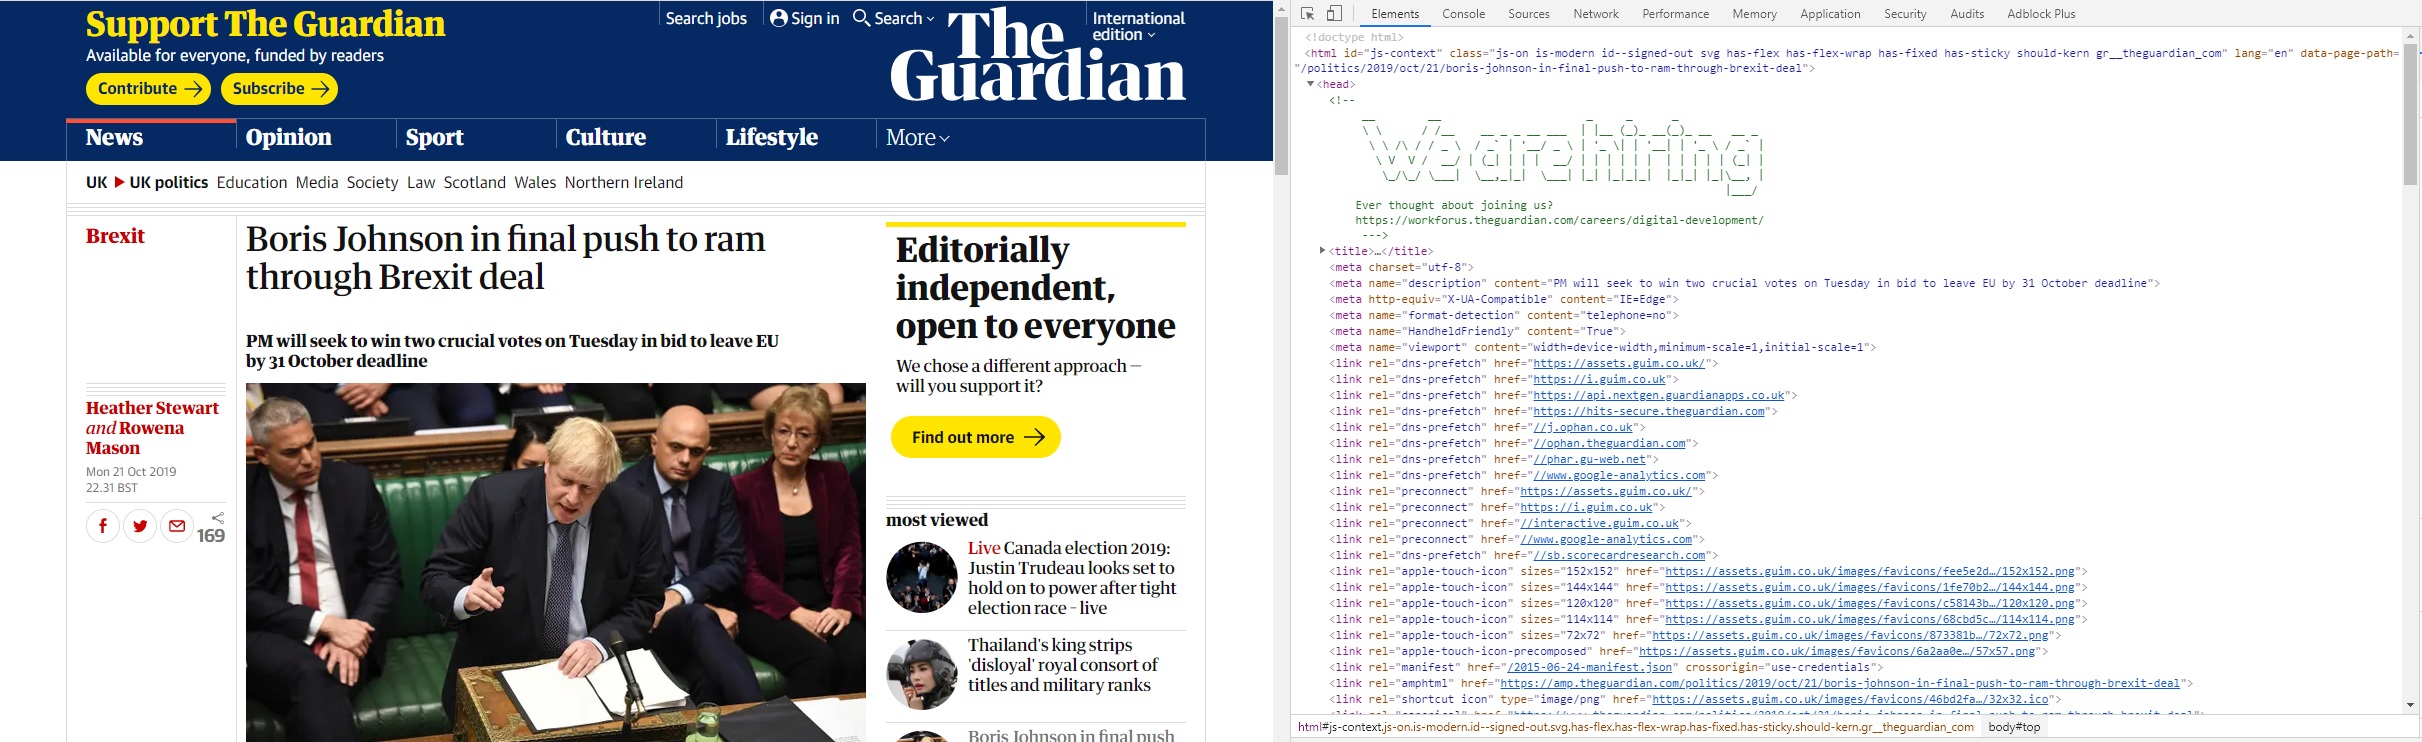 Support The Guardian
Available for everyone, funded by readers
Contribute →
Subscribe →
Search jobs
Sign in
Search
International
edition
The
Guardian
News
Opinion
Sport
Culture
Lifestyle
More
UK
UK politics
Education
Media
Society
Law
Scotland
Wales
Northern Ireland
Brexit
Boris Johnson in final push to ram
through Brexit deal
PM will seek to win two crucial votes on Tuesday in bid to leave EU
by 31 October deadline
Heather Stewart
and Rowena
Mason
Mon 21 Oct 2019
22.31 BST
169
Editorially
independent,
open to everyone
We chose a different approach –
will you support it?
Find out more →
most viewed
Live Canada election 2019:
Justin Trudeau looks set to
hold on to power after tight
election race – live
Thailand's king strips
'disloyal' royal consort of
titles and military ranks
Boris Johnson in final push
Elements
Console
Sources
Network
Performance
Memory
Application
Security
Audits
Adblock Plus
<!doctype html>
<html id="js-context" class="js-on is-modern id--signed-out svg has-flex has-flex-wrap has-fixed has-sticky should-kern gr__theguardian_com" lang="en" data-page-path=
"/politics/2019/oct/21/boris-johnson-in-final-push-to-ram-through-brexit-deal">
<head>
<!--
We are hiring
Ever thought about joining us?
https://workforus.theguardian.com/careers/digital-development/
--->
<title>…</title>
<meta charset="utf-8">
<meta name="description" content="PM will seek to win two crucial votes on Tuesday in bid to leave EU by 31 October deadline">
<meta http-equiv="X-UA-Compatible" content="IE=Edge">
<meta name="format-detection" content="telephone=no">
<meta name="HandheldFriendly" content="True">
<meta name="viewport" content="width=device-width,minimum-scale=1,initial-scale=1">
<link rel="dns-prefetch" href="https://assets.guim.co.uk/">
<link rel="dns-prefetch" href="https://i.guim.co.uk">
<link rel="dns-prefetch" href="https://api.nextgen.guardianapps.co.uk">
<link rel="dns-prefetch" href="https://hits-secure.theguardian.com">
<link rel="dns-prefetch" href="//j.ophan.co.uk">
<link rel="dns-prefetch" href="//ophan.theguardian.com">
<link rel="dns-prefetch" href="//phar.gu-web.net">
<link rel="dns-prefetch" href="//www.google-analytics.com">
<link rel="preconnect" href="https://assets.guim.co.uk/">
<link rel="preconnect" href="https://i.guim.co.uk">
<link rel="preconnect" href="//interactive.guim.co.uk">
<link rel="preconnect" href="//www.google-analytics.com">
<link rel="dns-prefetch" href="//sb.scorecardresearch.com">
<link rel="apple-touch-icon" sizes="152x152" href="https://assets.guim.co.uk/images/favicons/fee5e2d…/152x152.png">
<link rel="apple-touch-icon" sizes="144x144" href="https://assets.guim.co.uk/images/favicons/1fe70b2…/144x144.png">
<link rel="apple-touch-icon" sizes="120x120" href="https://assets.guim.co.uk/images/favicons/c58143b…/120x120.png">
<link rel="apple-touch-icon" sizes="114x114" href="https://assets.guim.co.uk/images/favicons/68cbd5c…/114x114.png">
<link rel="apple-touch-icon" sizes="72x72" href="https://assets.guim.co.uk/images/favicons/873381b…/72x72.png">
<link rel="apple-touch-icon-precomposed" href="https://assets.guim.co.uk/images/favicons/6a2aa0e…/57x57.png">
<link rel="manifest" href="/2015-06-24-manifest.json" crossorigin="use-credentials">
<link rel="amphtml" href="https://amp.theguardian.com/politics/2019/oct/21/boris-johnson-in-final-push-to-ram-through-brexit-deal">
<link rel="shortcut icon" type="image/png" href="https://assets.guim.co.uk/images/favicons/46bd2fa…/32x32.ico">
html#js-context.js-on.is-modern.id--signed-out.svg.has-flex.has-flex-wrap.has-fixed.has-sticky.should-kern.gr__theguardian_com
body#top